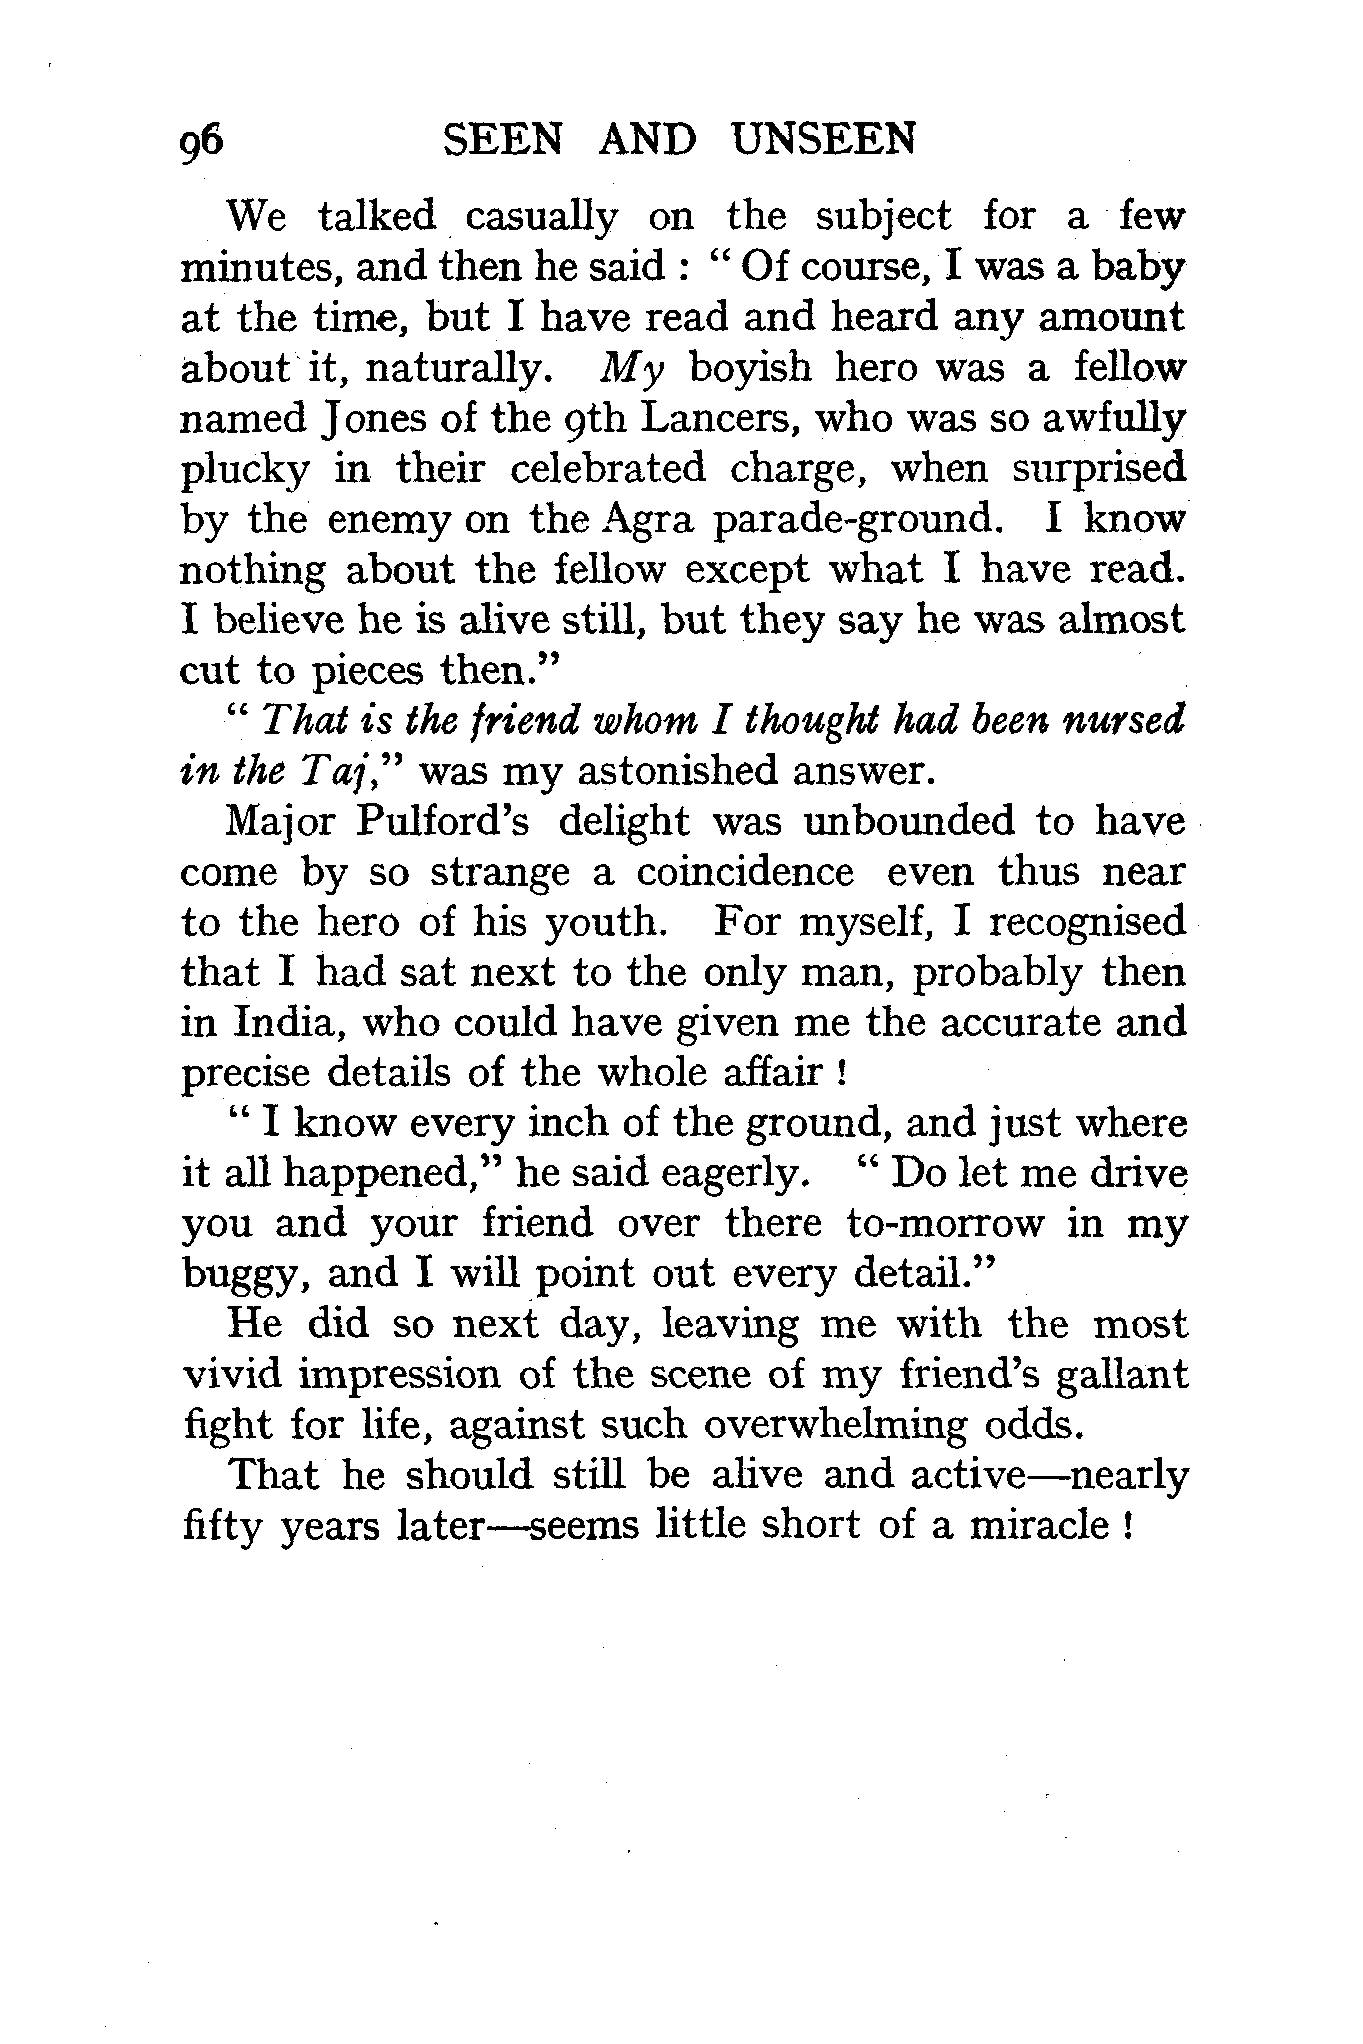 96 SEEN AND UNSEEN
We talked casually on the subject for a few
minutes, and then he said : “ Of course, I was a baby
at the time, but I have read and heard any amount
about it, naturally. My boyish hero was a fellow
named Jones of the 9th Lancers, who was so awfully
plucky in their celebrated charge, when surprised
by the enemy on the Agra parade-ground. I know
nothing about the fellow except what I have read.
I believe he is alive still, but they say he was almost
cut to pieces then.”
“ That is the friend whom I thought had been nursed
in the Taj,” was my astonished answer.
Major Pulford’s delight was unbounded to have
come by so strange a coincidence even thus near
to the hero of his youth. For myself, I recognised
that I had sat next to the only man, probably then
in India, who could have given me the accurate and
precise details of the whole affair !
“ I know every inch of the ground, and just where
it all happened,” he said eagerly. “ Do let me drive
you and your friend over there to-morrow in my
buggy, and I will point out every detail.”
He did so next day, leaving me with the most
vivid impression of the scene of my friend’s gallant
fight for life, against such overwhelming odds.
That he should still be alive and active—nearly
fifty years later—seems little short of a miracle !